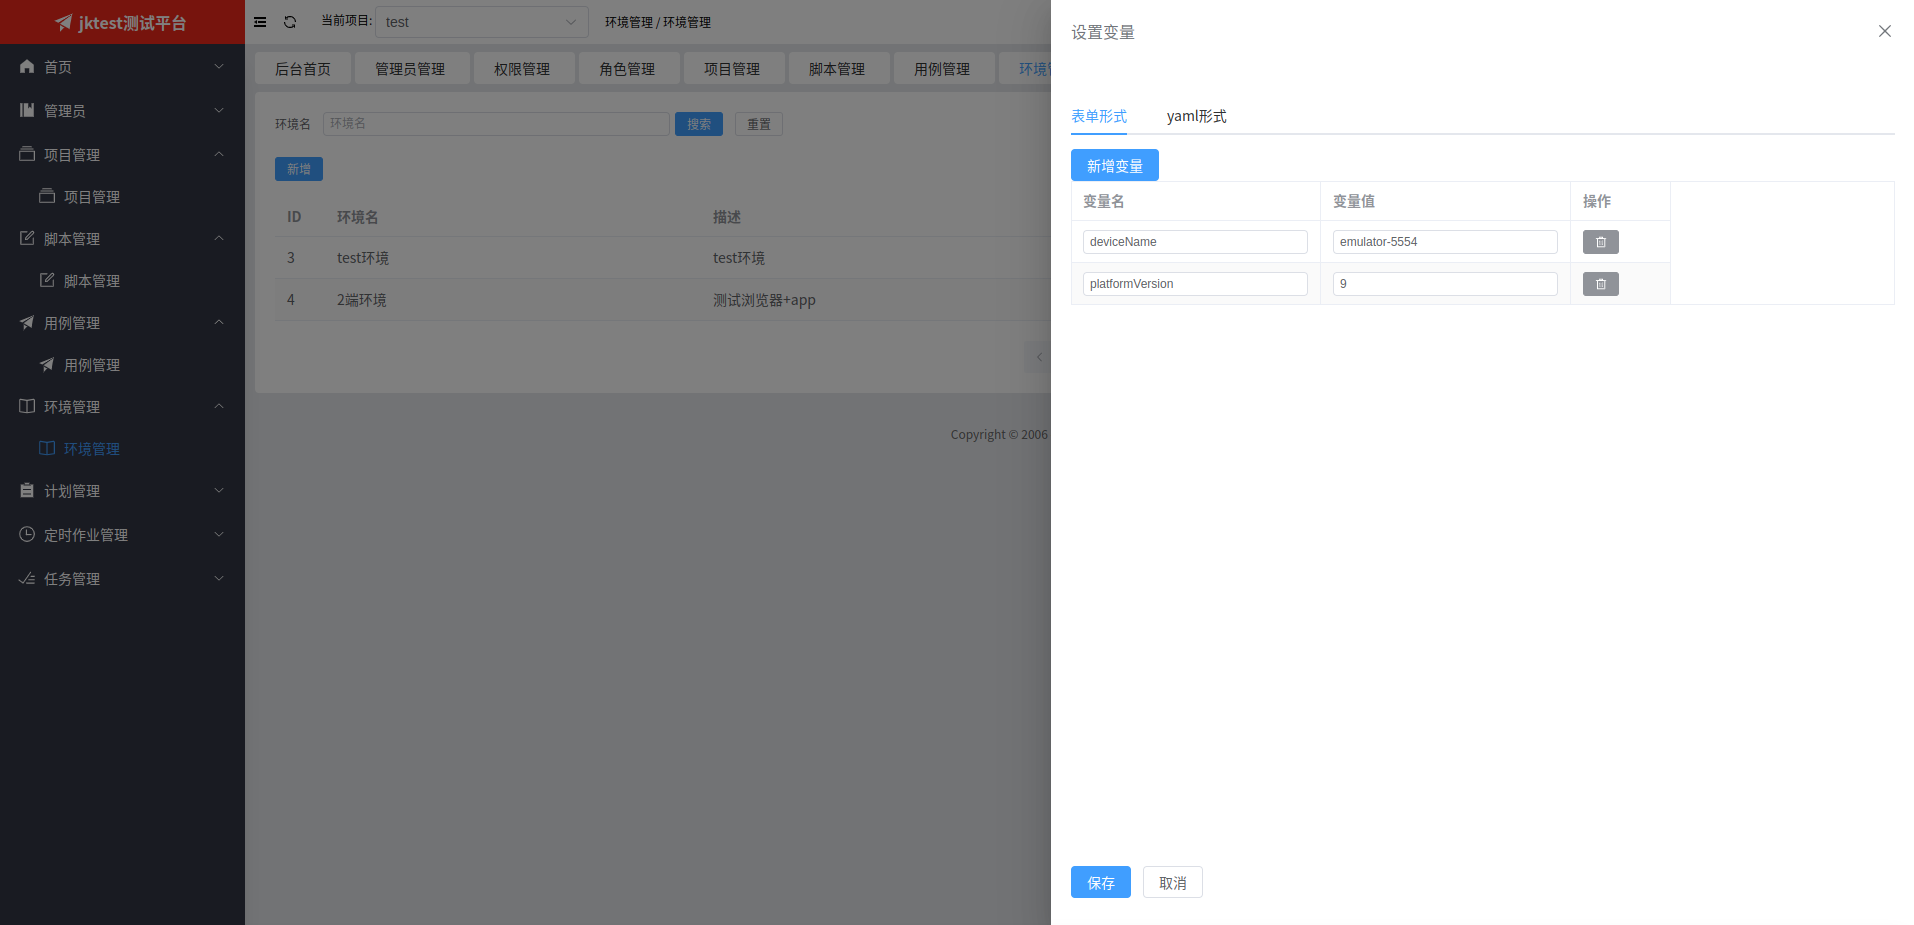 jktest测试平台
首页
管理员
项目管理
项目管理
脚本管理
脚本管理
用例管理
用例管理
环境管理
环境管理
计划管理
定时作业管理
任务管理
当前项目: test 环境管理 / 环境管理
后台首页 管理员管理 权限管理 角色管理 项目管理 脚本管理 用例管理
环境名 环境名 搜索 重置
新增
ID 环境名 描述
3 test环境 test环境
4 2端环境 测试浏览器+app
Copyright © 2006
设置变量
表单形式 yaml形式
新增变量
变量名 变量值 操作
deviceName emulator-5554
platformVersion 9
保存 取消